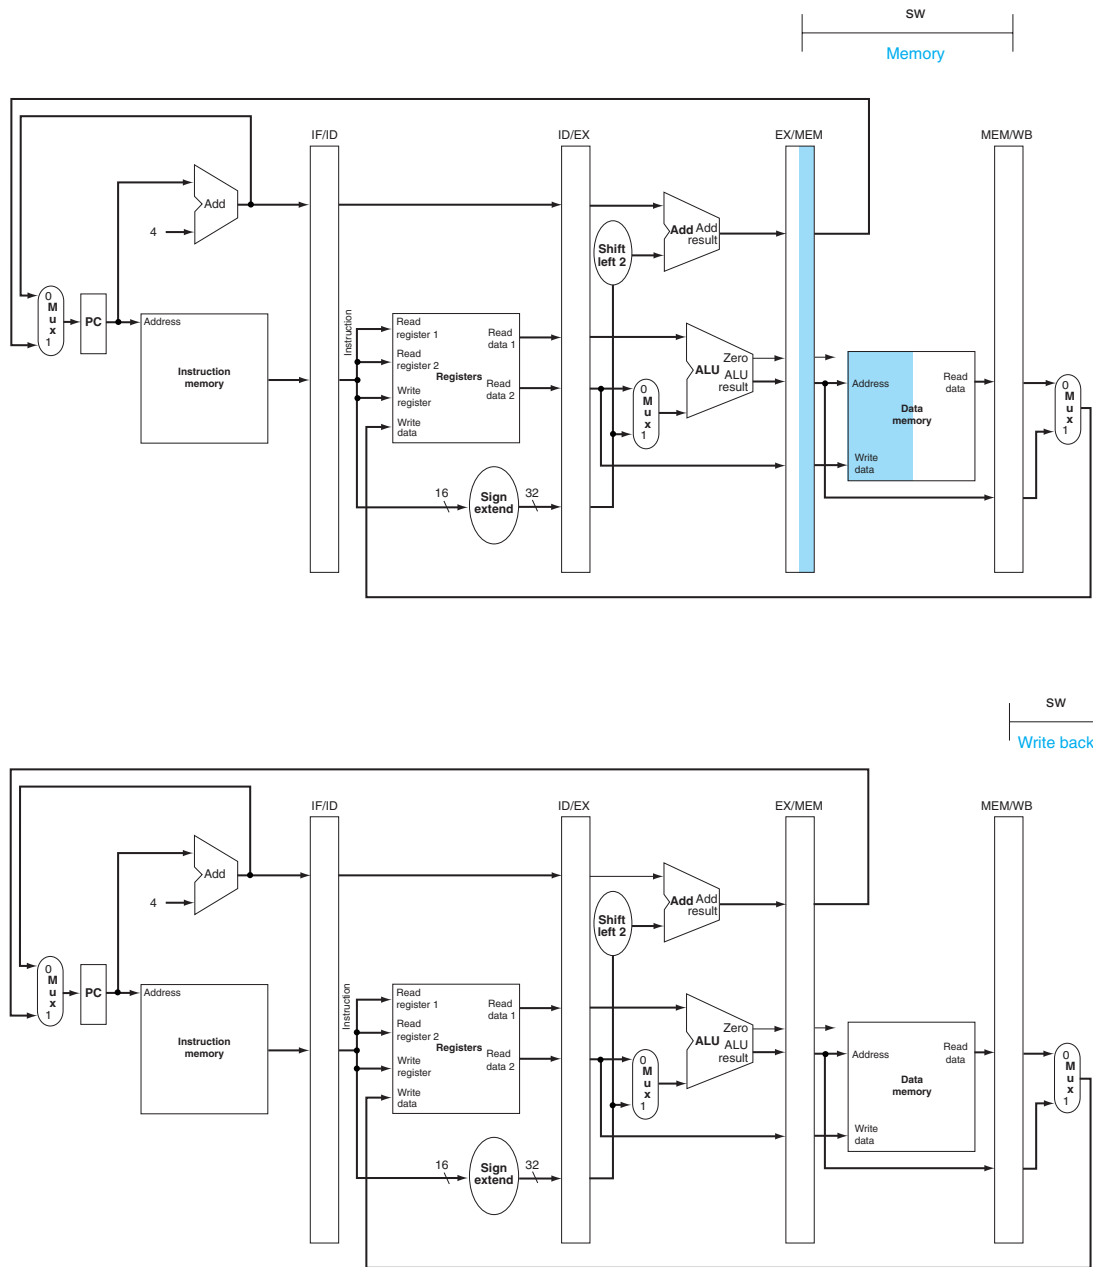 sw
Memory
IF/ID
ID/EX
EX/MEM
MEM/WB
Add
4
Add Add
result
Shift
left 2
0
M
u
x
1
PC
Address
Instruction
memory
Instruction
Read
register 1
Read
register 2
Write
register
Write
data
Registers
Read
data 1
Read
data 2
0
M
u
x
1
Zero
ALU ALU
result
Address
Read
data
Data
memory
Write
data
0
M
u
x
1
16
Sign
extend
32
sw
Write back
IF/ID
ID/EX
EX/MEM
MEM/WB
Add
4
Add Add
result
Shift
left 2
0
M
u
x
1
PC
Address
Instruction
memory
Instruction
Read
register 1
Read
register 2
Write
register
Write
data
Registers
Read
data 1
Read
data 2
0
M
u
x
1
Zero
ALU ALU
result
Address
Read
data
Data
memory
Write
data
0
M
u
x
1
16
Sign
extend
32